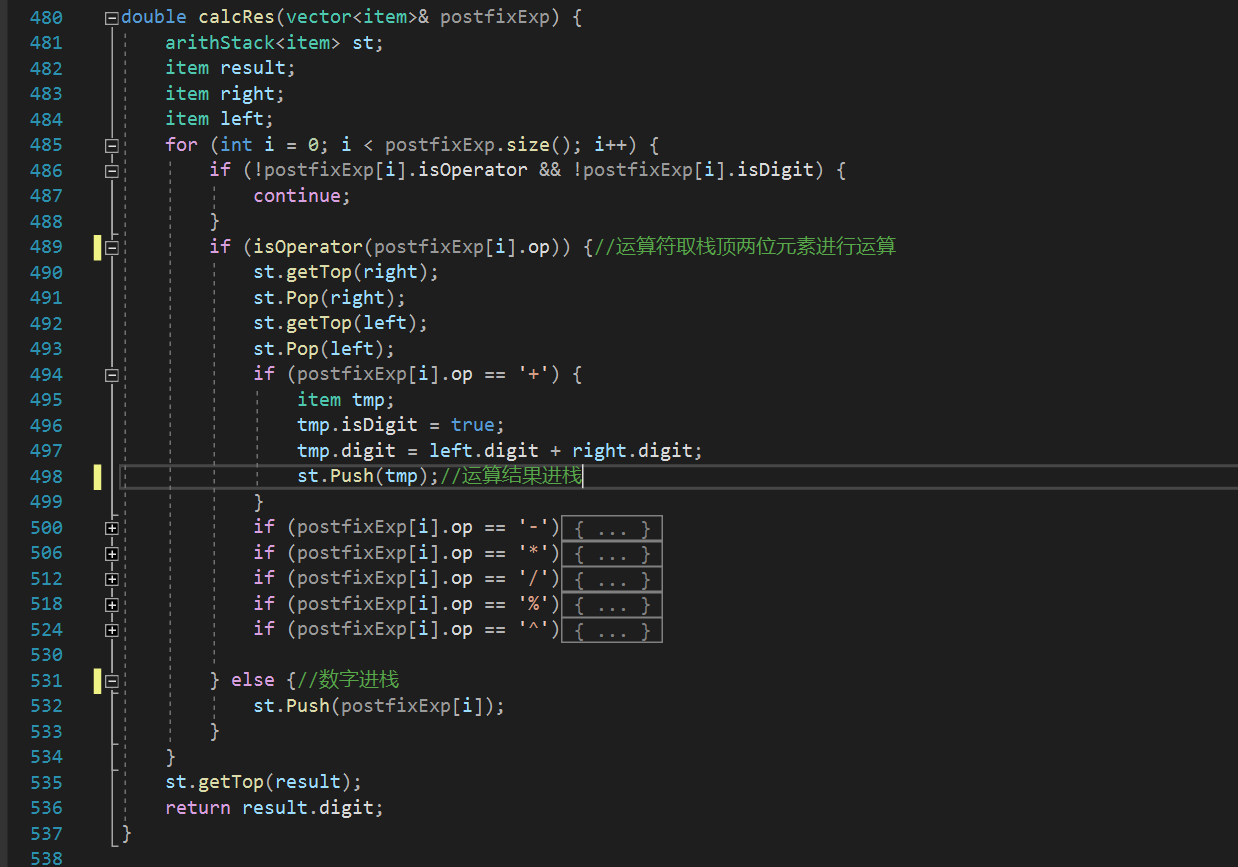 480 double calcRes(vector<item>& postfixExp) {
481 arithStack<item> st;
482 item result;
483 item right;
484 item left;
485 for (int i = 0; i < postfixExp.size(); i++) {
486 if (!postfixExp[i].isOperator && !postfixExp[i].isDigit) {
487 continue;
488 }
489 if (isOperator(postfixExp[i].op)) {//运算符取栈顶两位元素进行运算
490 st.getTop(right);
491 st.Pop(right);
492 st.getTop(left);
493 st.Pop(left);
494 if (postfixExp[i].op == '+') {
495 item tmp;
496 tmp.isDigit = true;
497 tmp.digit = left.digit + right.digit;
498 st.Push(tmp);//运算结果进栈
499 }
500 if (postfixExp[i].op == '-'){ ... }
506 if (postfixExp[i].op == '*'){ ... }
512 if (postfixExp[i].op == '/'){ ... }
518 if (postfixExp[i].op == '%'){ ... }
524 if (postfixExp[i].op == '^'){ ... }
530
531 } else {//数字进栈
532 st.Push(postfixExp[i]);
533 }
534 }
535 st.getTop(result);
536 return result.digit;
537 }
538